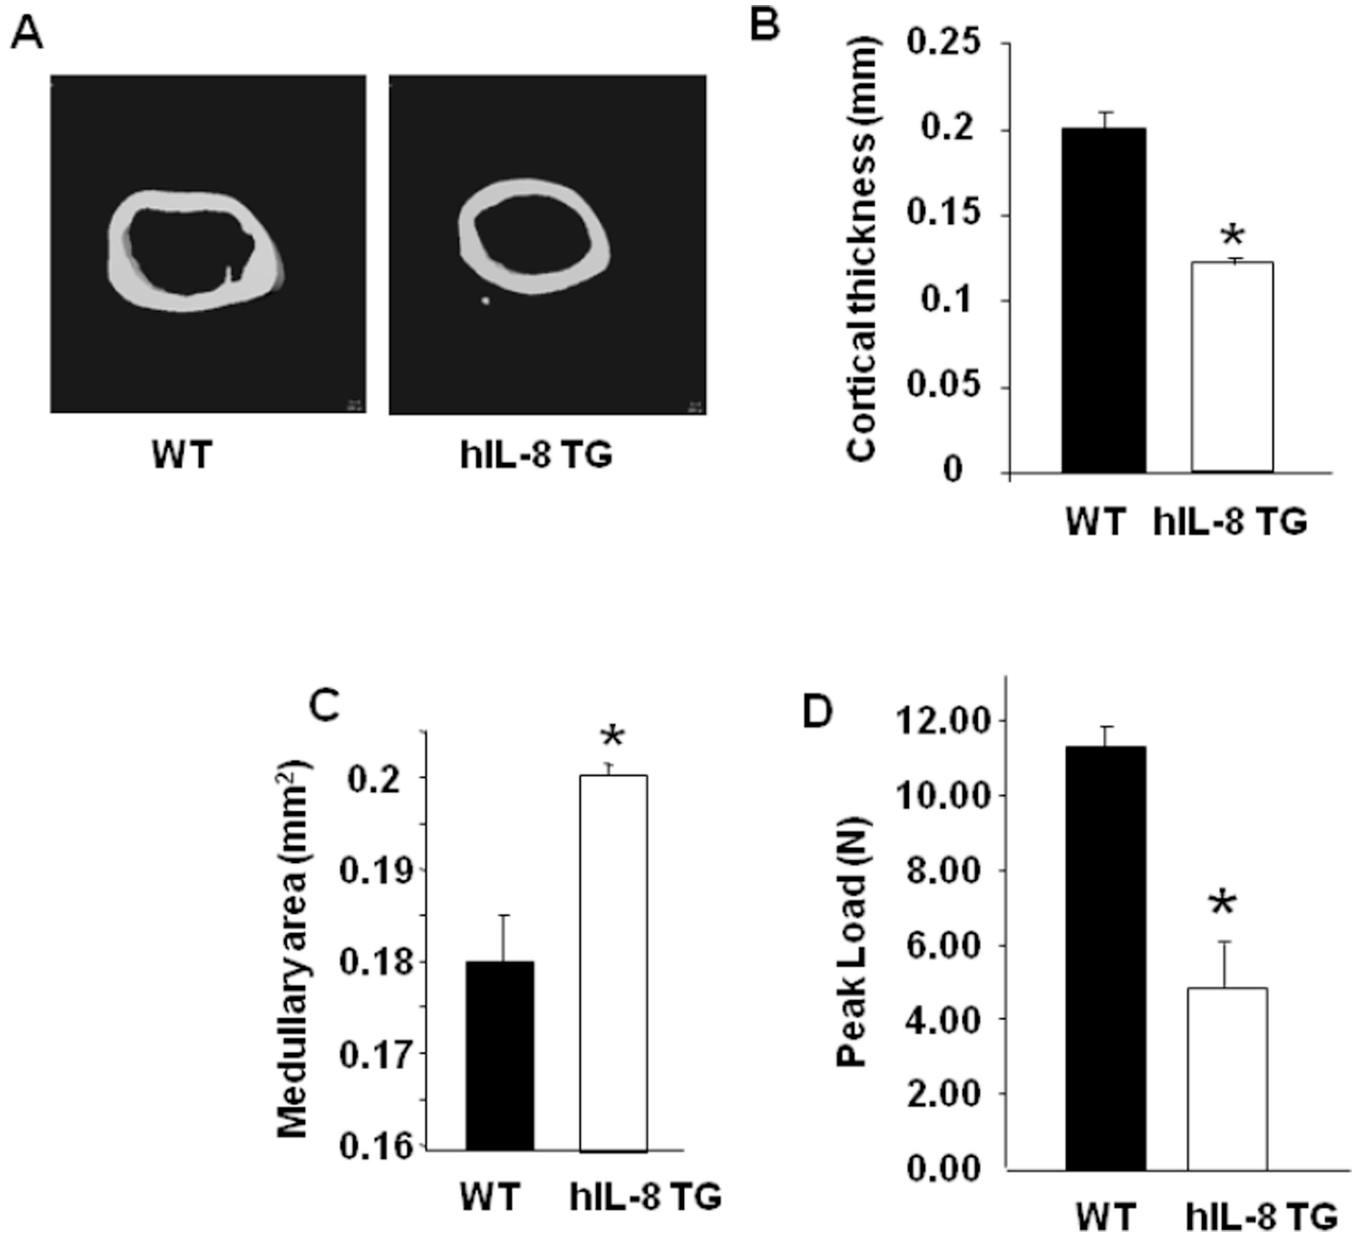 A
WT
hIL-8 TG
B
Cortical thickness (mm)
0.25
0.2
0.15
0.1
0.05
0
*
WT hIL-8 TG
C
Medullary area (mm²)
0.2
0.19
0.18
0.17
0.16
*
WT hIL-8 TG
D
Peak Load (N)
12.00
10.00
8.00
6.00
4.00
2.00
0.00
*
WT hIL-8 TG